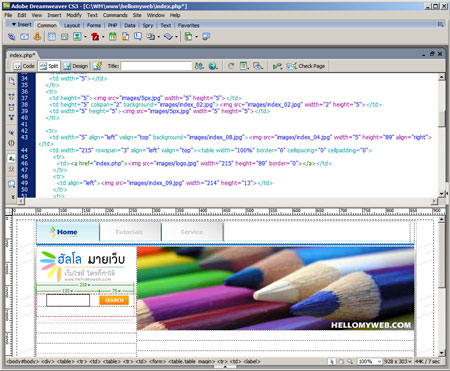 Adobe Dreamweaver CS3 - [C:\WM\www\hellomyweb\index.php*]
File Edit View Insert Modify Text Commands Site Window Help
Insert Common Layout Forms PHP Data Spry Text Favorites
index.php*
Code Split Design Title: Check Page
34 <td width="5"></td>
35 </tr>
36 <tr>
37 <td height="5"><img src="images/5px.jpg" width="5" height="5"></td>
38 <td height="5" colspan="2" background="images/index_02.jpg"><img src="images/index_02.jpg" width="2" height="5"></td>
39 <td width="5" height="5"><img src="images/5px.jpg" width="5" height="5"></td>
40 </tr>
41
42 <tr>
43 <td width="5" align="left" valign="top" background="images/index_08.jpg"><img src="images/index_04.jpg" width="5" height="89" align="right">
</td>
44 <td width="215" rowspan="3" align="left" valign="top"><table width="100%" border="0" cellspacing="0" cellpadding="0">
45 <tr>
46 <td><a href="index.php"><img src="images/logo.jpg" width="215" height="89" border="0"></a></td>
47 </tr>
48 <tr>
49 <td align="left"><img src="images/index_09.jpg" width="214" height="13"></td>
50 </tr>
51 <tr>
Home Tutorials Service
ฮัลโล มายเว็บ
เว็บไซต์ ใครก็ทำได้
www.hellomyweb.com
SEARCH
HELLOMYWEB.COM
<body#body> <div> <table> <tr> <td> <table> <tr> <td> <form> <table.table_maqn> <tr> <td> <label> 100% 928 x 303 44K / 7 sec